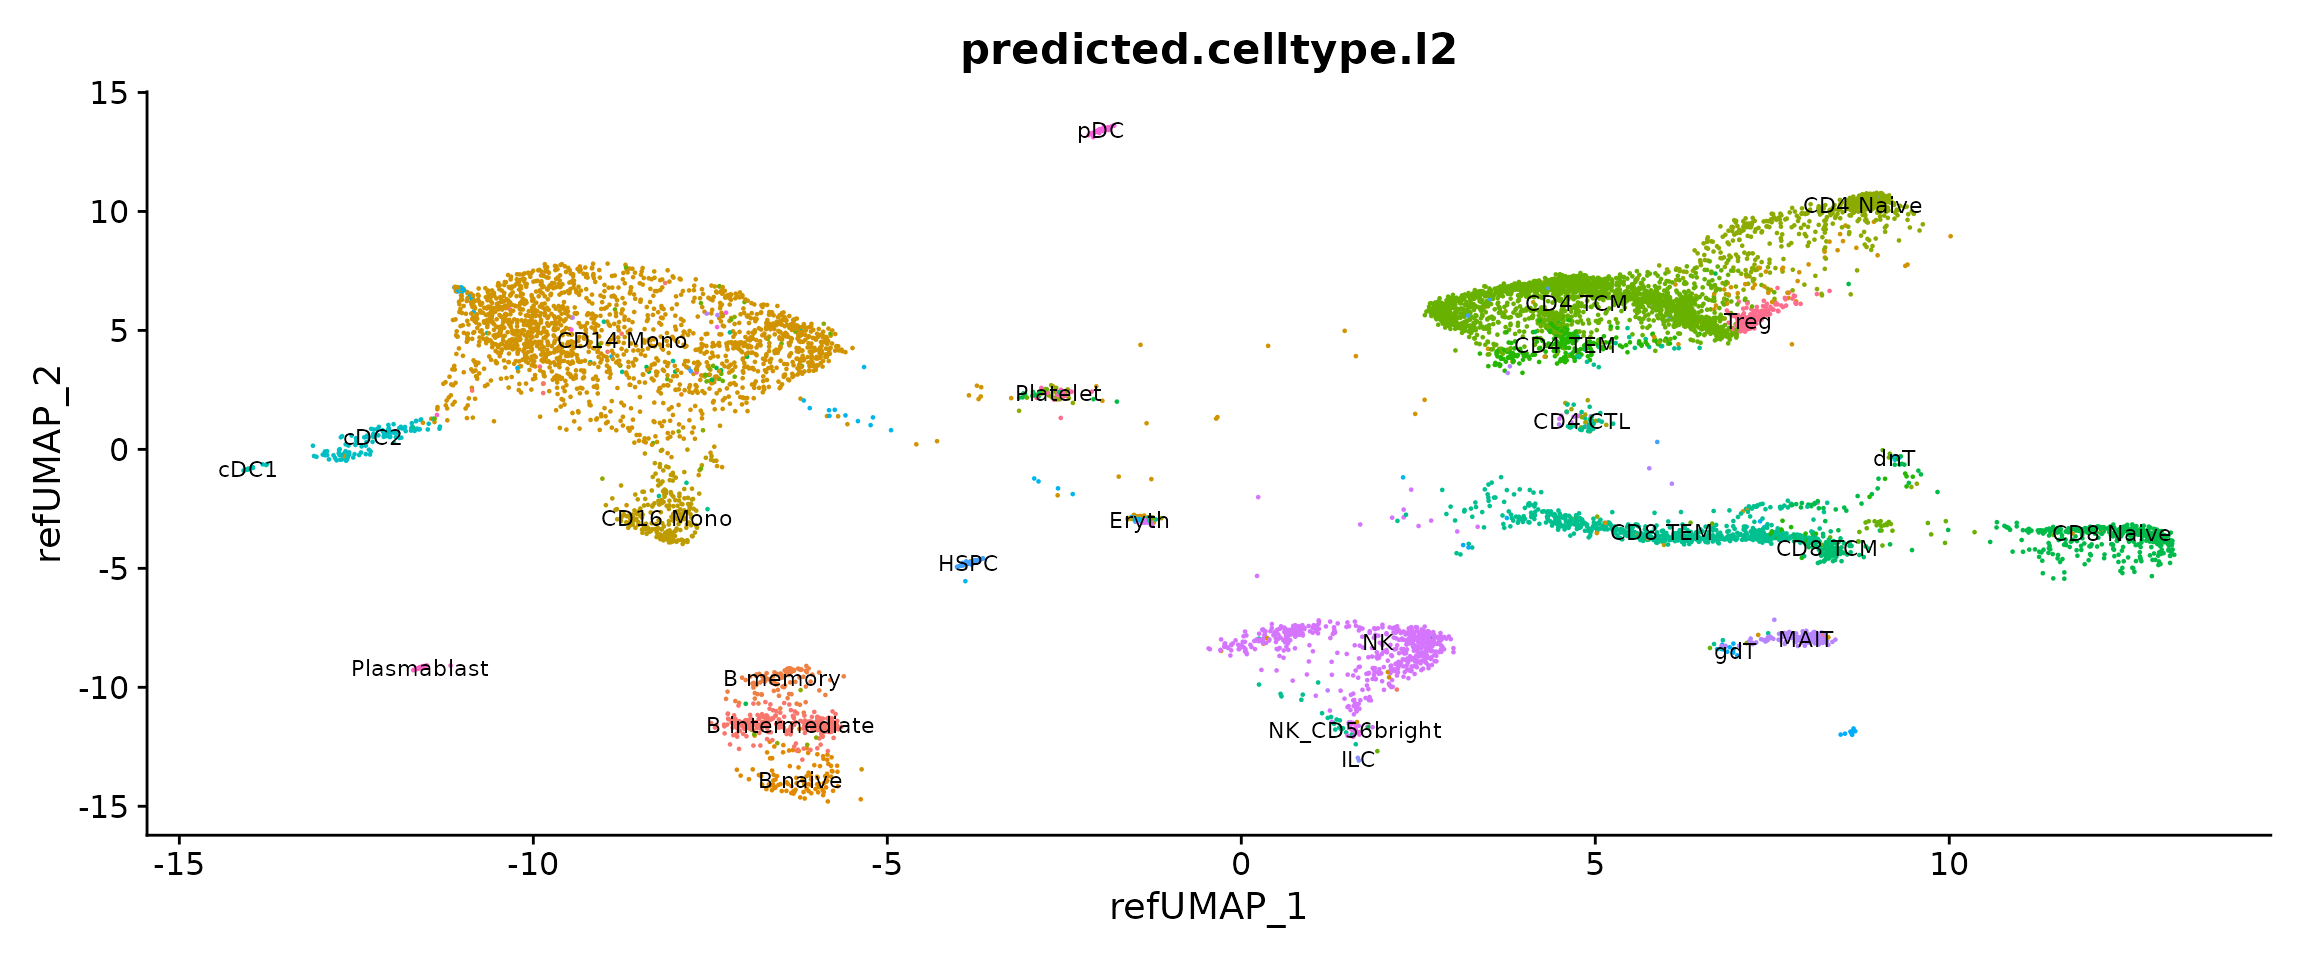 predicted.celltype.l2
refUMAP_2
15
10
5
0
-5
-10
-15
pDC
CD4 Naive
CD4 TCM
Treg
CD14 Mono
CD4 TEM
Platelet
CD4 CTL
cDC2
dnT
cDC1
CD16 Mono
Eryth
CD8 TEM
CD8 Naive
CD8 TCM
HSPC
NK
MAIT
gdT
Plasmablast
B memory
B intermediate
NK_CD56bright
ILC
B naive
-15
-10
-5
0
5
10
refUMAP_1